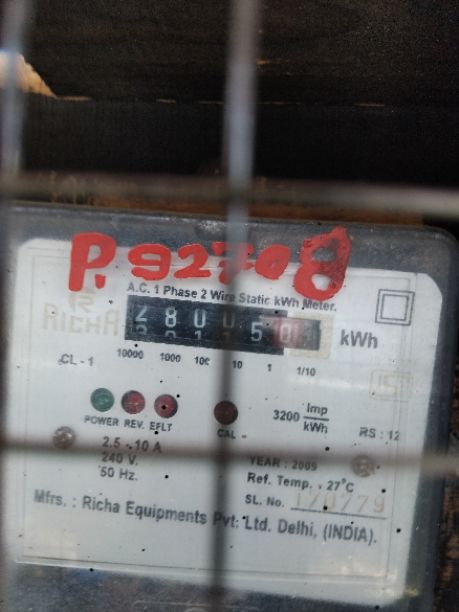 P. 92708
A.C. 1 Phase 2 Wire Static kWh Meter.
RICHA
kWh
CL - 1
10000 1000 100 10 1 1/10
POWER REV. EFLT
CAL
3200 Imp/kWh
RS : 12
2.5 - 10 A
240 V.
50 Hz.
YEAR : 2009
Ref. Temp. : 27°C
SL. No.
Mfrs. : Richa Equipments Pvt. Ltd. Delhi, (INDIA).